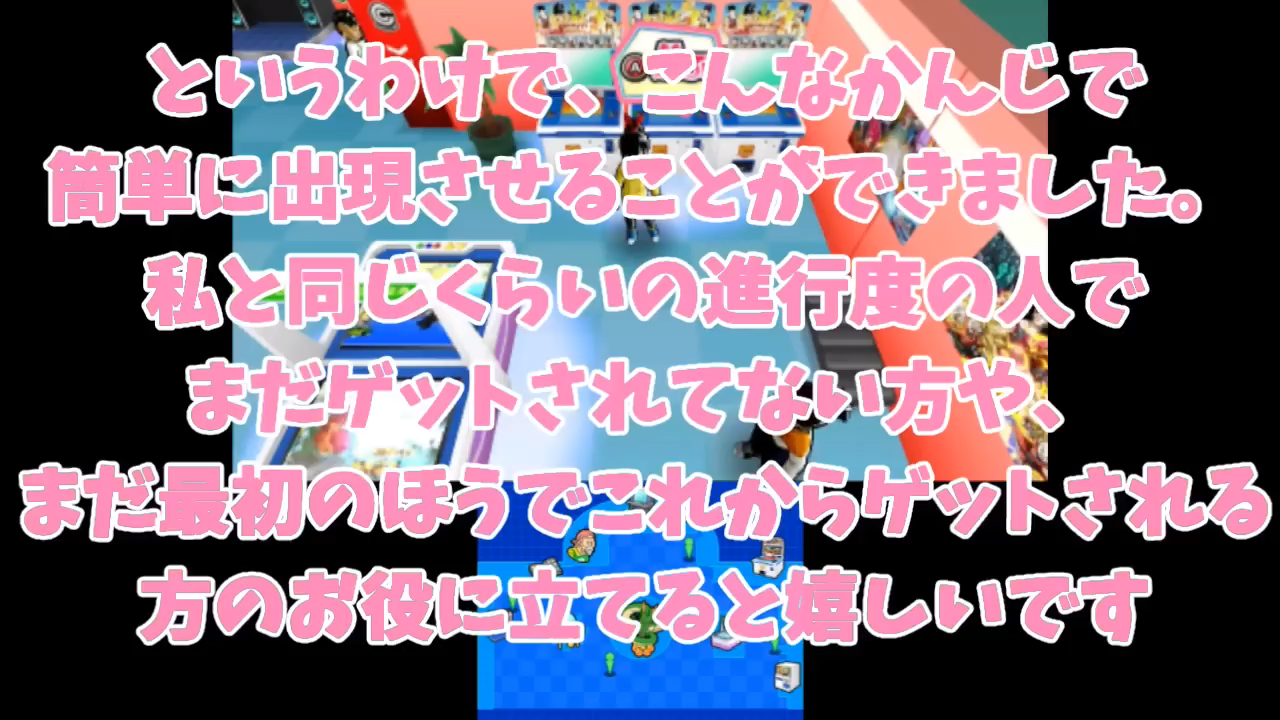 というわけで、こんなかんじで
簡単に出現させることができました。
私と同じくらいの進行度の人で
まだゲットされてない方や、
まだ最初のほうでこれからゲットされる
方のお役に立てると嬉しいです